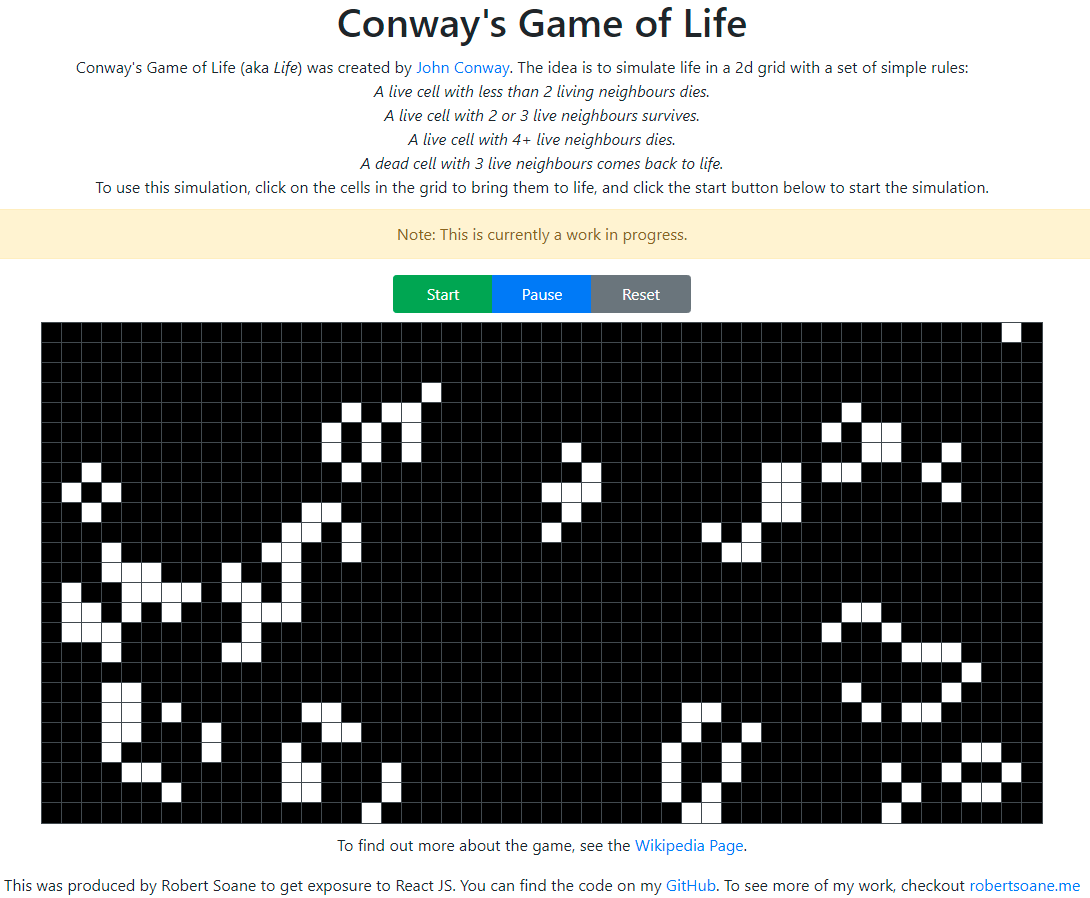 Conway's Game of Life
Conway's Game of Life (aka Life) was created by John Conway. The idea is to simulate life in a 2d grid with a set of simple rules:
A live cell with less than 2 living neighbours dies.
A live cell with 2 or 3 live neighbours survives.
A live cell with 4+ live neighbours dies.
A dead cell with 3 live neighbours comes back to life.
To use this simulation, click on the cells in the grid to bring them to life, and click the start button below to start the simulation.
Note: This is currently a work in progress.
Start Pause Reset
To find out more about the game, see the Wikipedia Page.
This was produced by Robert Soane to get exposure to React JS. You can find the code on my GitHub. To see more of my work, checkout robertsoane.me